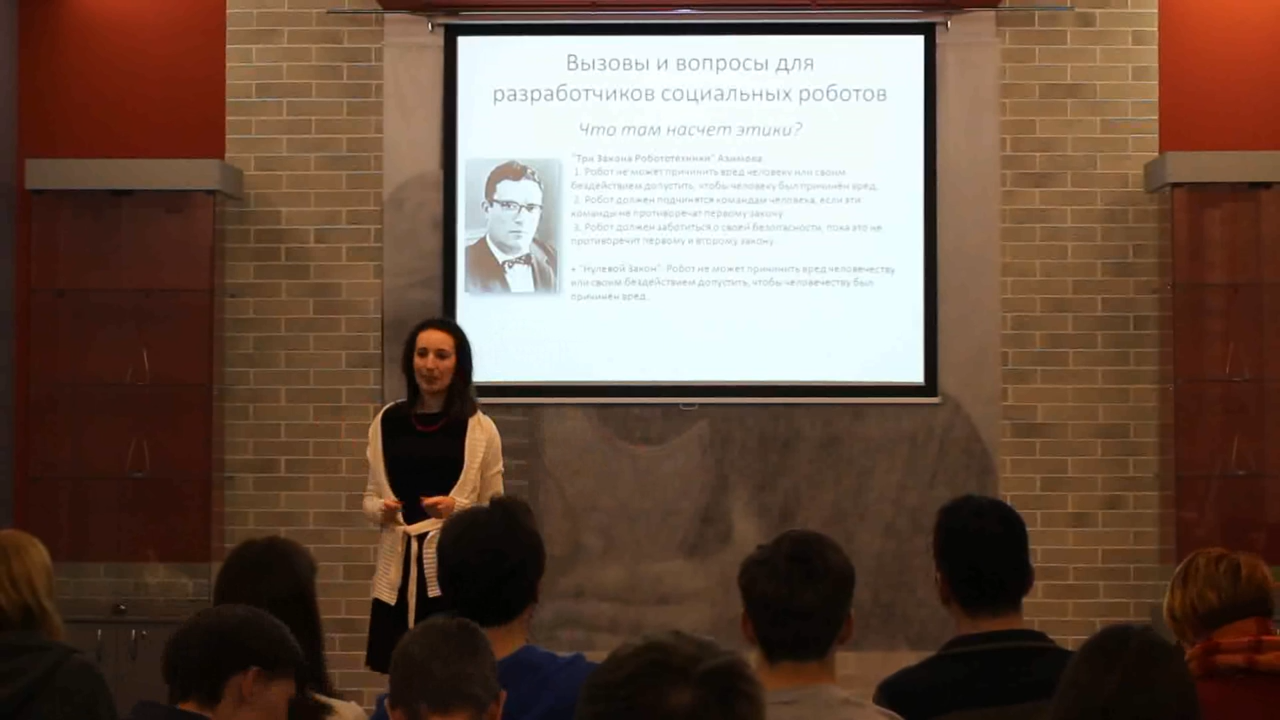 Вызовы и вопросы для
разработчиков социальных роботов
Что там насчет этики?
"Три Закона Робототехники" Азимова
1. Робот не может причинить вред человеку или своим
бездействием допустить, чтобы человеку был причинён вред.
2. Робот должен подчинятся командам человека, если эти
команды не противоречат первому закону.
3. Робот должен заботиться о своей безопасности, пока это не
противоречит первому и второму закону.
+ "Нулевой Закон": Робот не может причинить вред человечеству
или своим бездействием допустить, чтобы человечеству был
причинен вред.